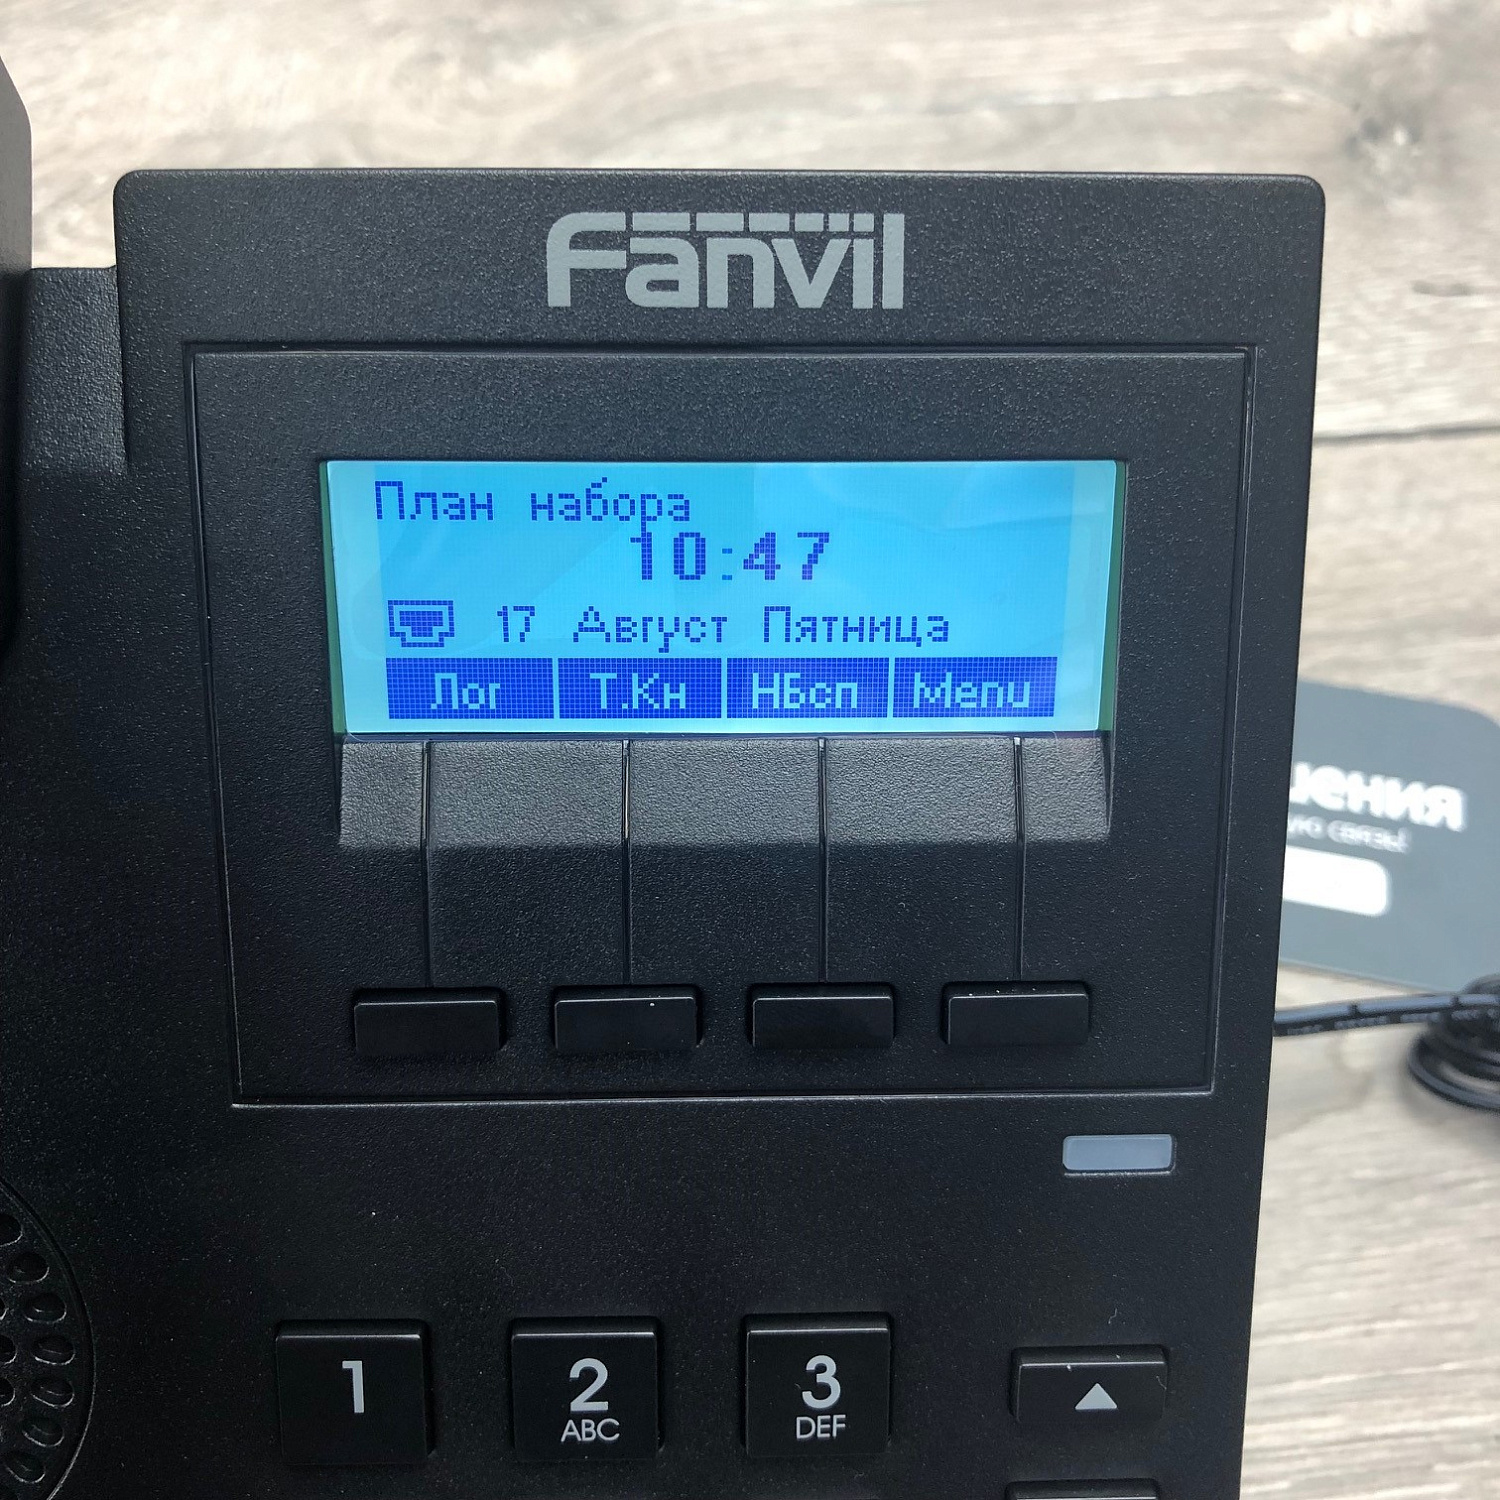 Fanvil
План набора
10:47
17 Август Пятница
Лог Т.Кн НБсп Menu
1
2
ABC
3
DEF